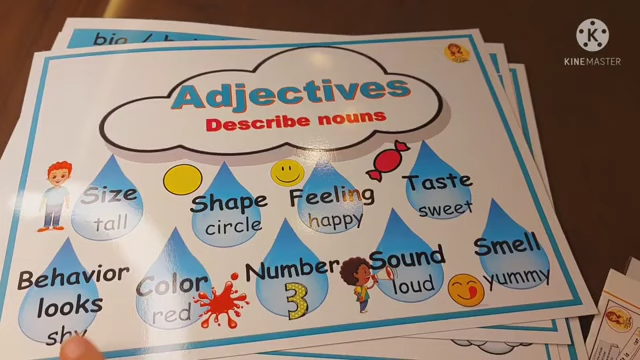 KINEMASTER
Adjectives
Describe nouns
Size
tall
Shape
circle
Feeling
happy
Taste
sweet
Behavior
looks
shy
Color
red
Number
3
Sound
loud
Smell
yummy